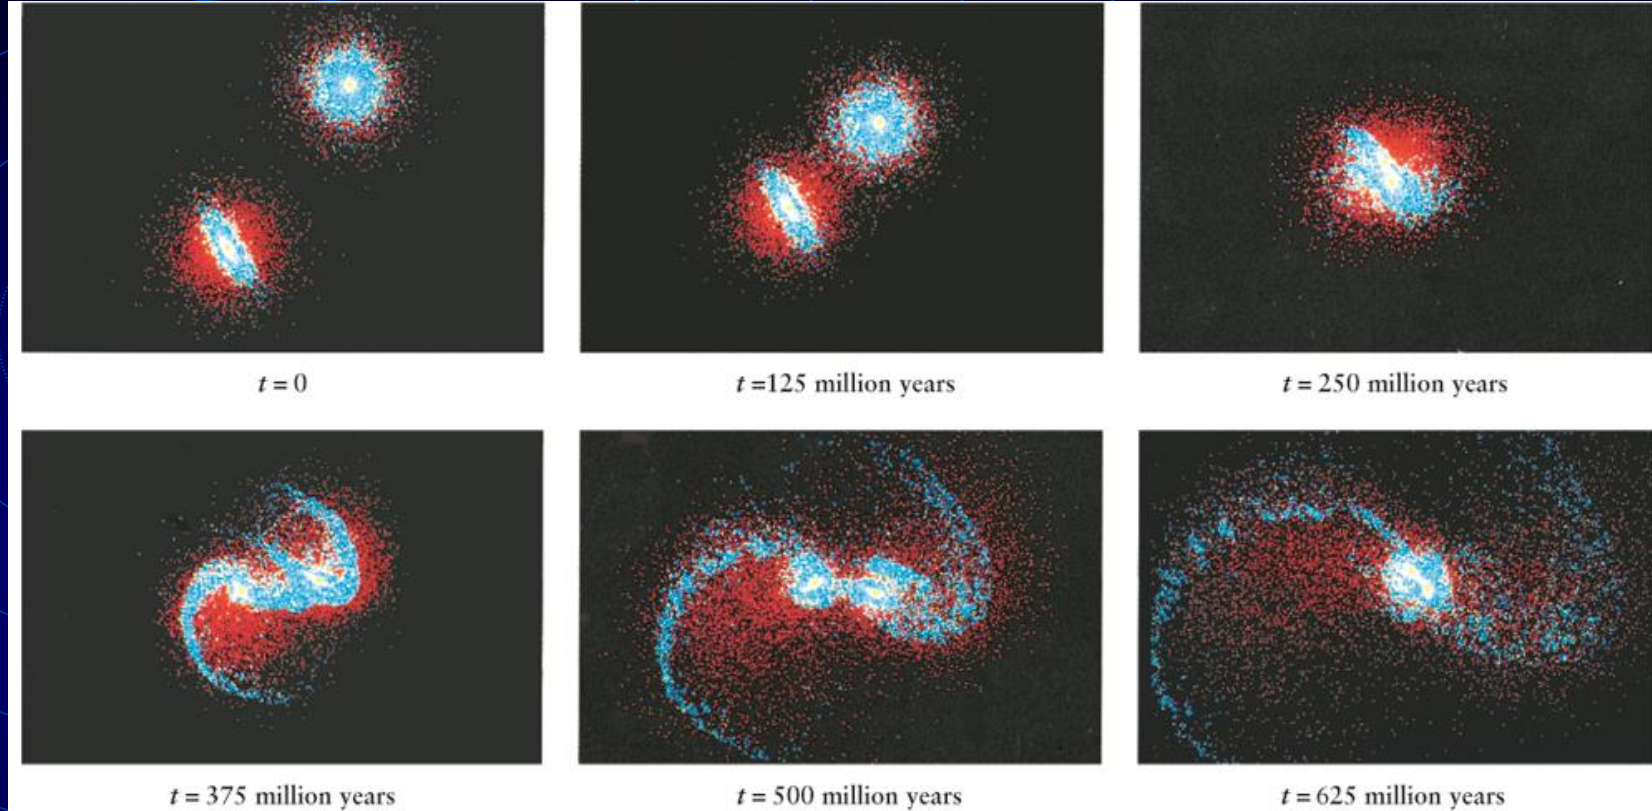 t = 0
t =125 million years
t = 250 million years
t = 375 million years
t = 500 million years
t = 625 million years